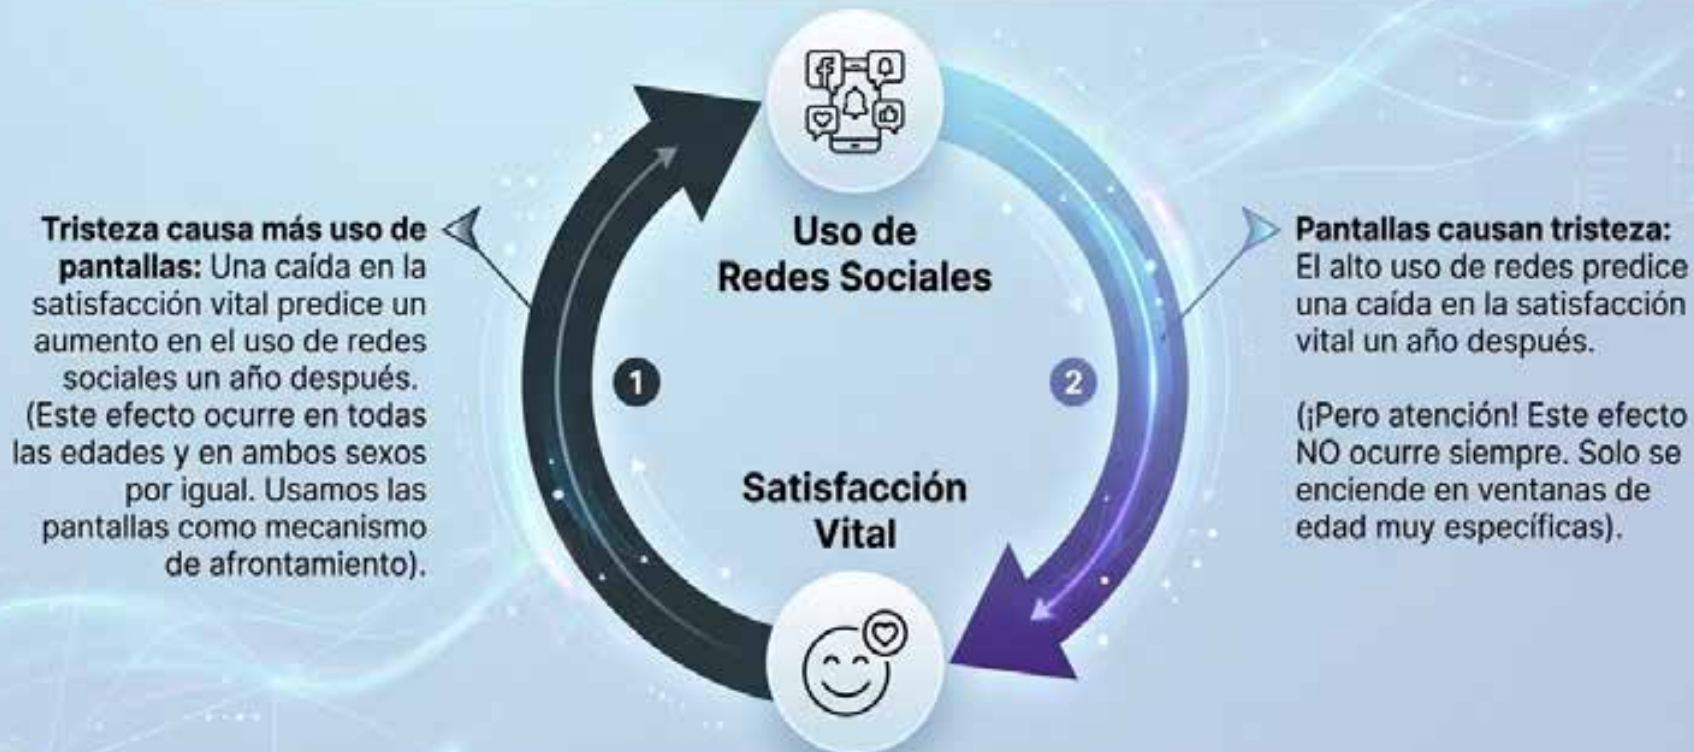 Tristeza causa más uso de
pantallas: Una caída en la
satisfacción vital predice un
aumento en el uso de redes
sociales un año después.
(Este efecto ocurre en todas
las edades y en ambos sexos
por igual. Usamos las
pantallas como mecanismo
de afrontamiento).
1
Uso de
Redes Sociales
Satisfacción
Vital
2
Pantallas causan tristeza:
El alto uso de redes predice
una caída en la satisfacción
vital un año después.
(¡Pero atención! Este efecto
NO ocurre siempre. Solo se
enciende en ventanas de
edad muy específicas).